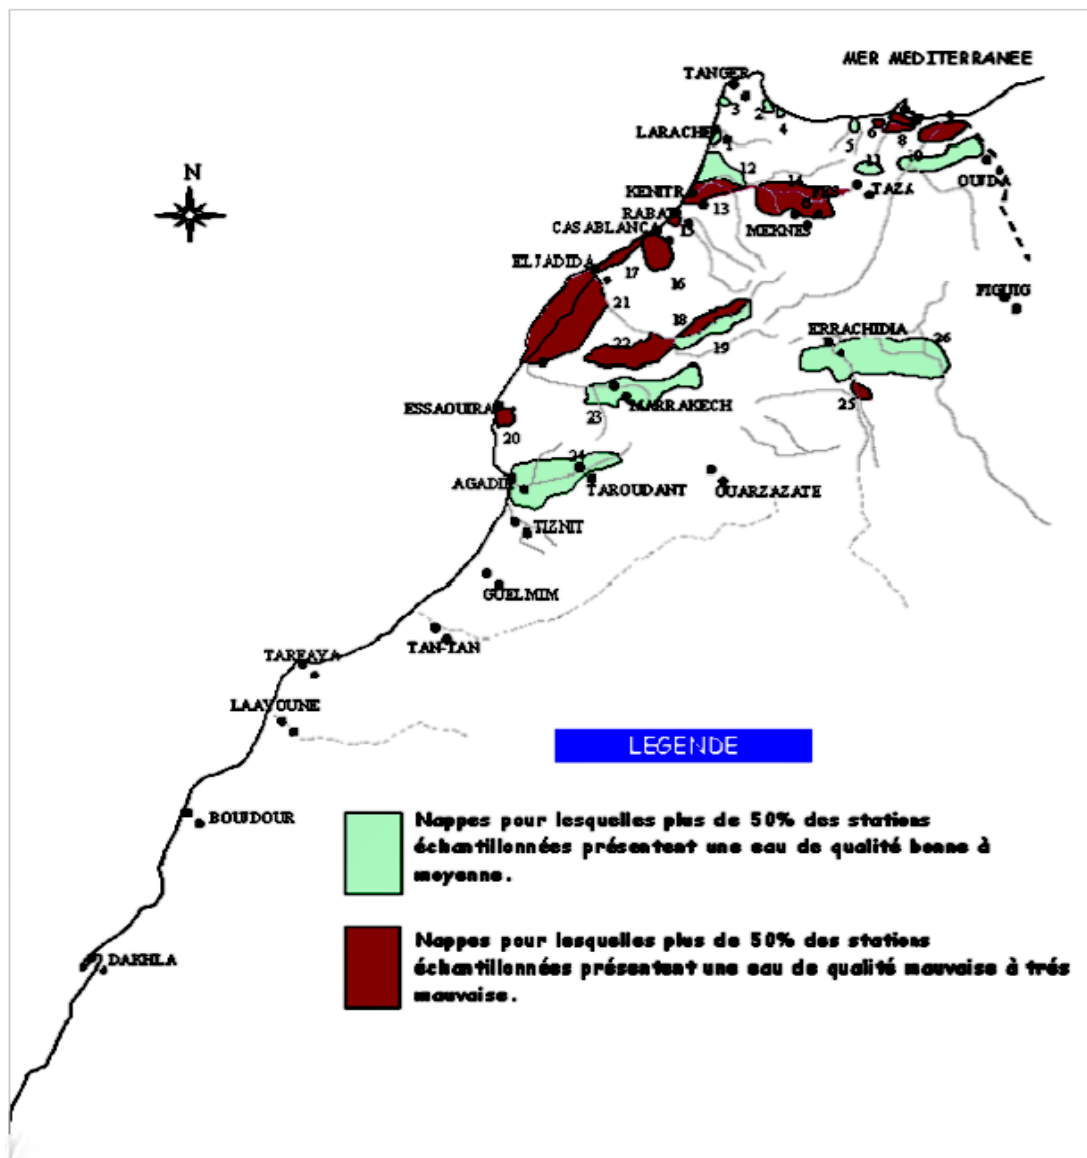 MER MEDITERRANEE
TANGER
3
2
4
LARACHE
1
5
6
8
9
10
11
OUJDA
12
14
KENITRA
FES
TAZA
13
RABAT
15
CASABLANCA
MEKNES
ELJADIDA
17
16
N
21
FIGUIG
18
ERRACHIDIA
22
19
26
ESSAOUIRA
23
MARRAKECH
25
20
24
AGADIR
TAROUDANT
OUARZAZATE
TIZNIT
GUELMIM
TAN-TAN
TARFAYA
LAAYOUNE
LEGENDE
BOUJDOUR
Nappes pour lesquelles plus de 50% des stations
échantillonnées présentent une eau de qualité bonne à
moyenne.
Nappes pour lesquelles plus de 50% des stations
échantillonnées présentent une eau de qualité mauvaise à trés
mauvaise.
DAKHLA